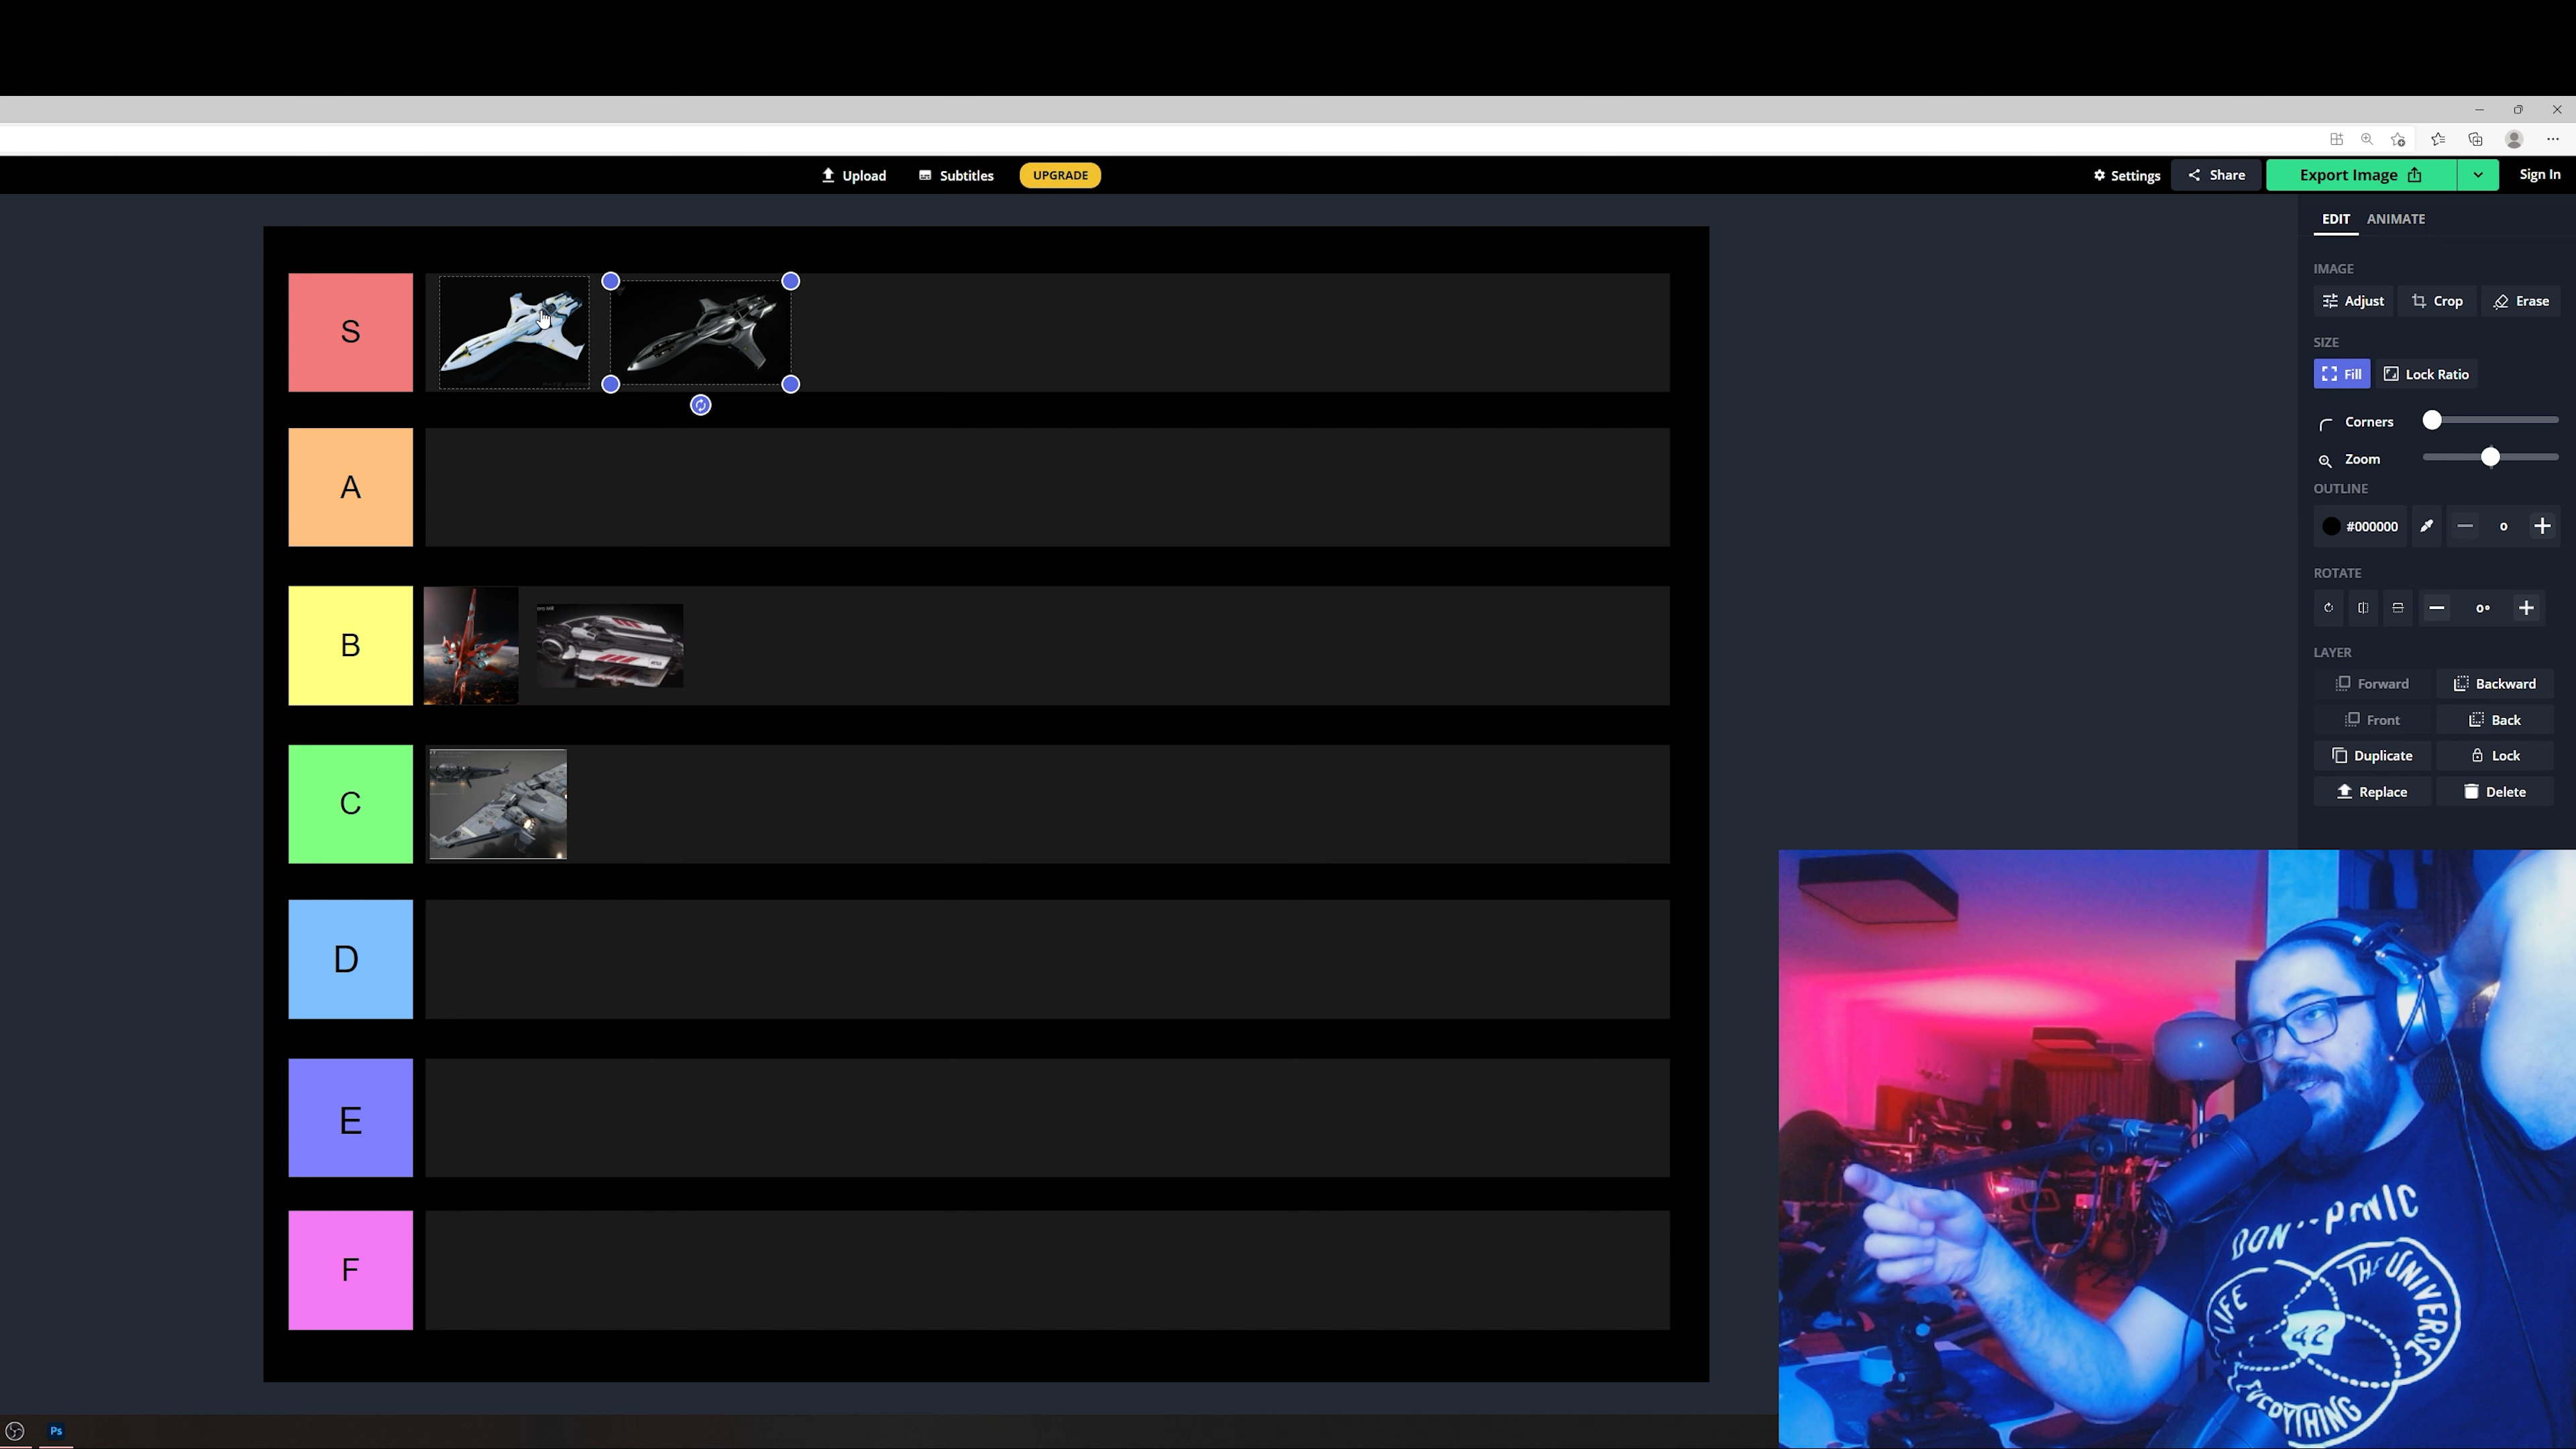 Upload
Subtitles
UPGRADE
Settings
Share
Export Image
Sign In
EDIT
ANIMATE
IMAGE
Adjust
Crop
Erase
SIZE
Fill
Lock Ratio
Corners
Zoom
OUTLINE
#000000
0
ROTATE
0°
LAYER
Forward
Backward
Front
Back
Duplicate
Lock
Replace
Delete
S
A
B
C
D
E
F
DON'T PANIC
LIFE
THE UNIVERSE
42
EVERYTHING
Ps